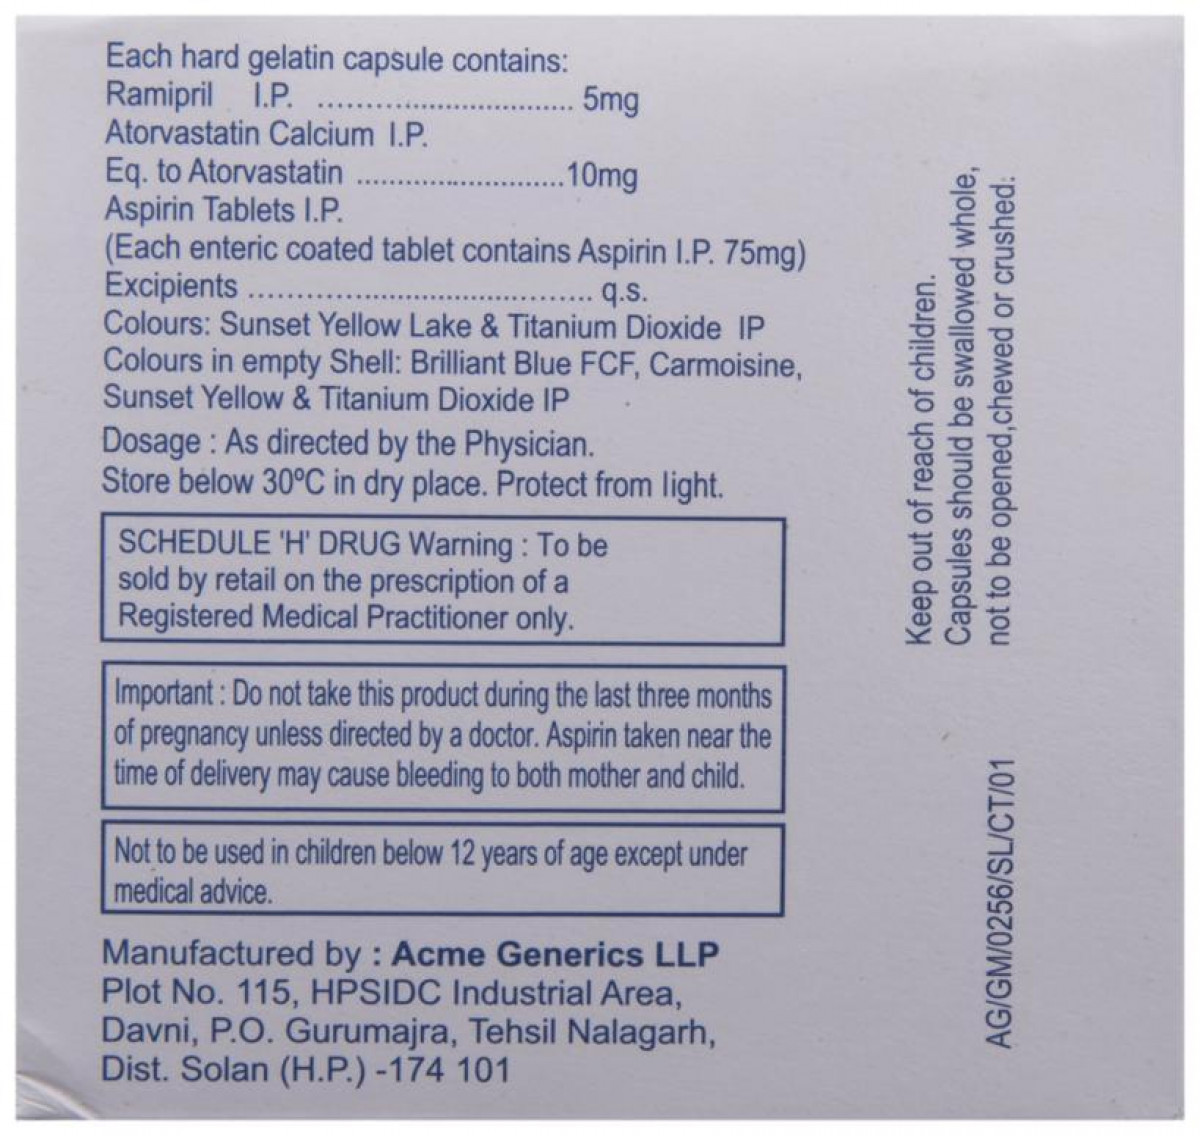 Each hard gelatin capsule contains:
Ramipril I.P. ................................ 5mg
Atorvastatin Calcium I.P.
Eq. to Atorvastatin ..........................10mg
Aspirin Tablets I.P.
(Each enteric coated tablet contains Aspirin I.P. 75mg)
Excipients ........................................... q.s.
Colours: Sunset Yellow Lake & Titanium Dioxide IP
Colours in empty Shell: Brilliant Blue FCF, Carmoisine,
Sunset Yellow & Titanium Dioxide IP
Dosage : As directed by the Physician.
Store below 30ºC in dry place. Protect from light.
SCHEDULE 'H' DRUG Warning : To be
sold by retail on the prescription of a
Registered Medical Practitioner only.
Important : Do not take this product during the last three months
of pregnancy unless directed by a doctor. Aspirin taken near the
time of delivery may cause bleeding to both mother and child.
Not to be used in children below 12 years of age except under
medical advice.
Manufactured by : Acme Generics LLP
Plot No. 115, HPSIDC Industrial Area,
Davni, P.O. Gurumajra, Tehsil Nalagarh,
Dist. Solan (H.P.) -174 101
Keep out of reach of children.
Capsules should be swallowed whole,
not to be opened,chewed or crushed.
AG/GM/0256/SL/CT/01